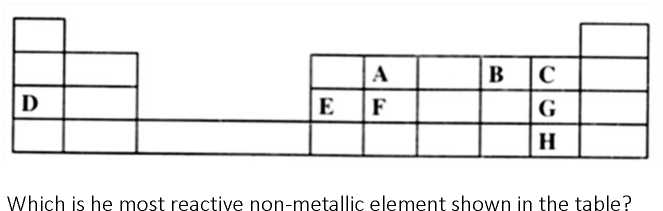 A B C
D E F G
H
Which is he most reactive non-metallic element shown in the table?